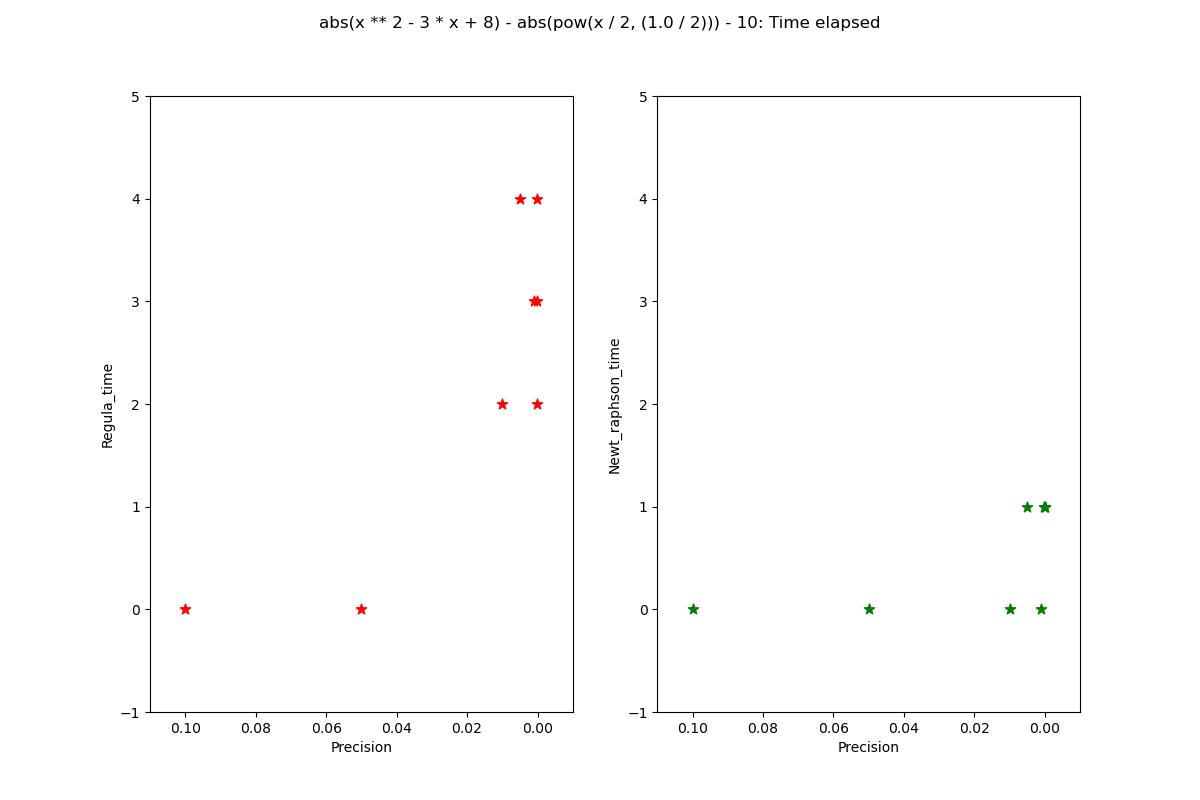 abs(x ** 2 - 3 * x + 8) - abs(pow(x / 2, (1.0 / 2))) - 10: Time elapsed
Regula_time
5
4
3
2
1
0
−1
0.10 0.08 0.06 0.04 0.02 0.00
Precision
Newt_raphson_time
5
4
3
2
1
0
−1
0.10 0.08 0.06 0.04 0.02 0.00
Precision